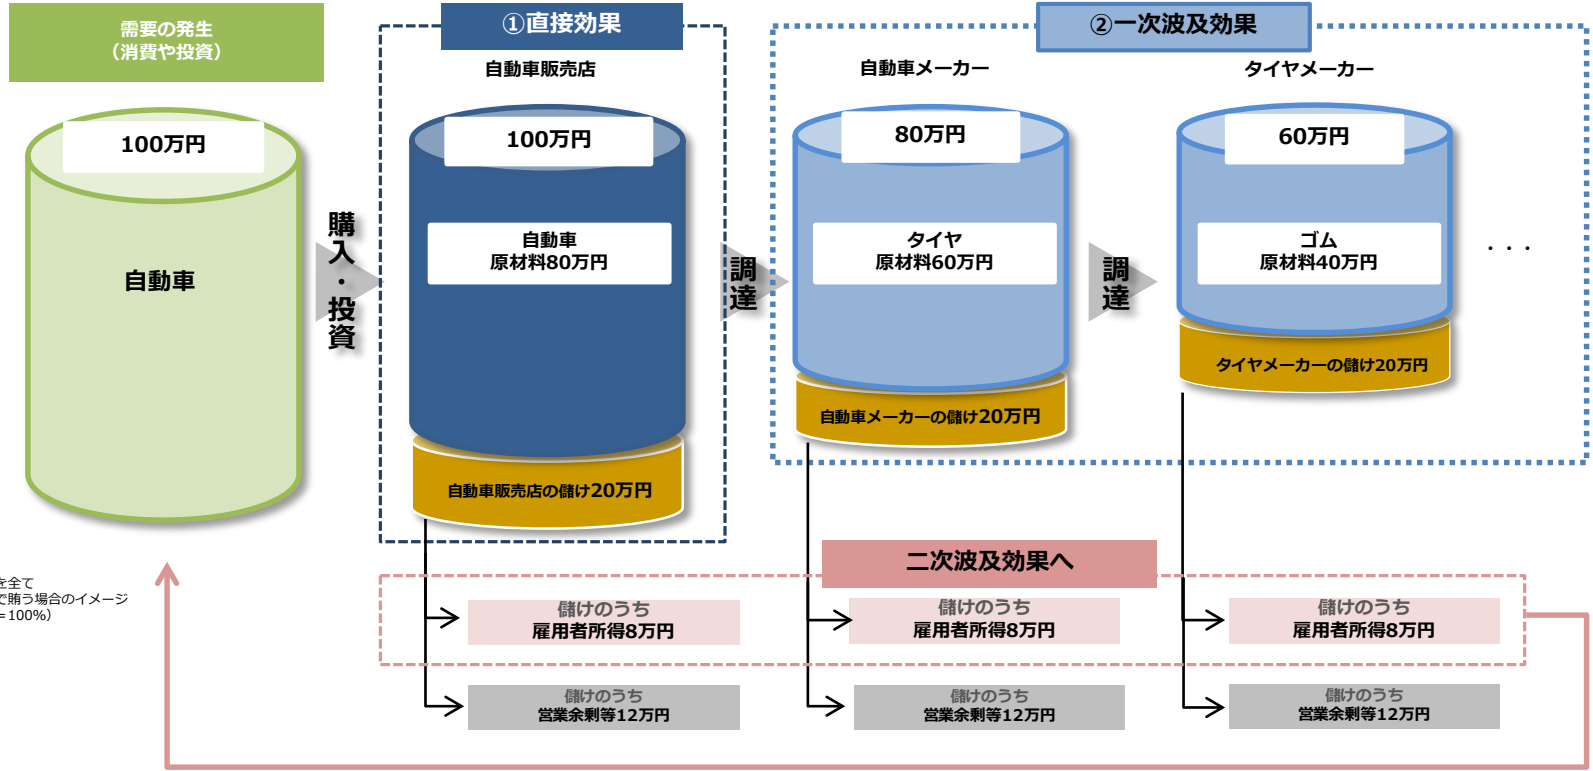 需要の発生
（消費や投資）
①直接効果
②一次波及効果
自動車販売店
自動車メーカー
タイヤメーカー
100万円
100万円
80万円
60万円
自動車
購入・投資
自動車
原材料80万円
調達
タイヤ
原材料60万円
調達
ゴム
原材料40万円
・・・
自動車販売店の儲け20万円
自動車メーカーの儲け20万円
タイヤメーカーの儲け20万円
二次波及効果へ
を全て
で賄う場合のイメージ
＝100%）
儲けのうち
雇用者所得8万円
儲けのうち
雇用者所得8万円
儲けのうち
雇用者所得8万円
儲けのうち
営業余剰等12万円
儲けのうち
営業余剰等12万円
儲けのうち
営業余剰等12万円